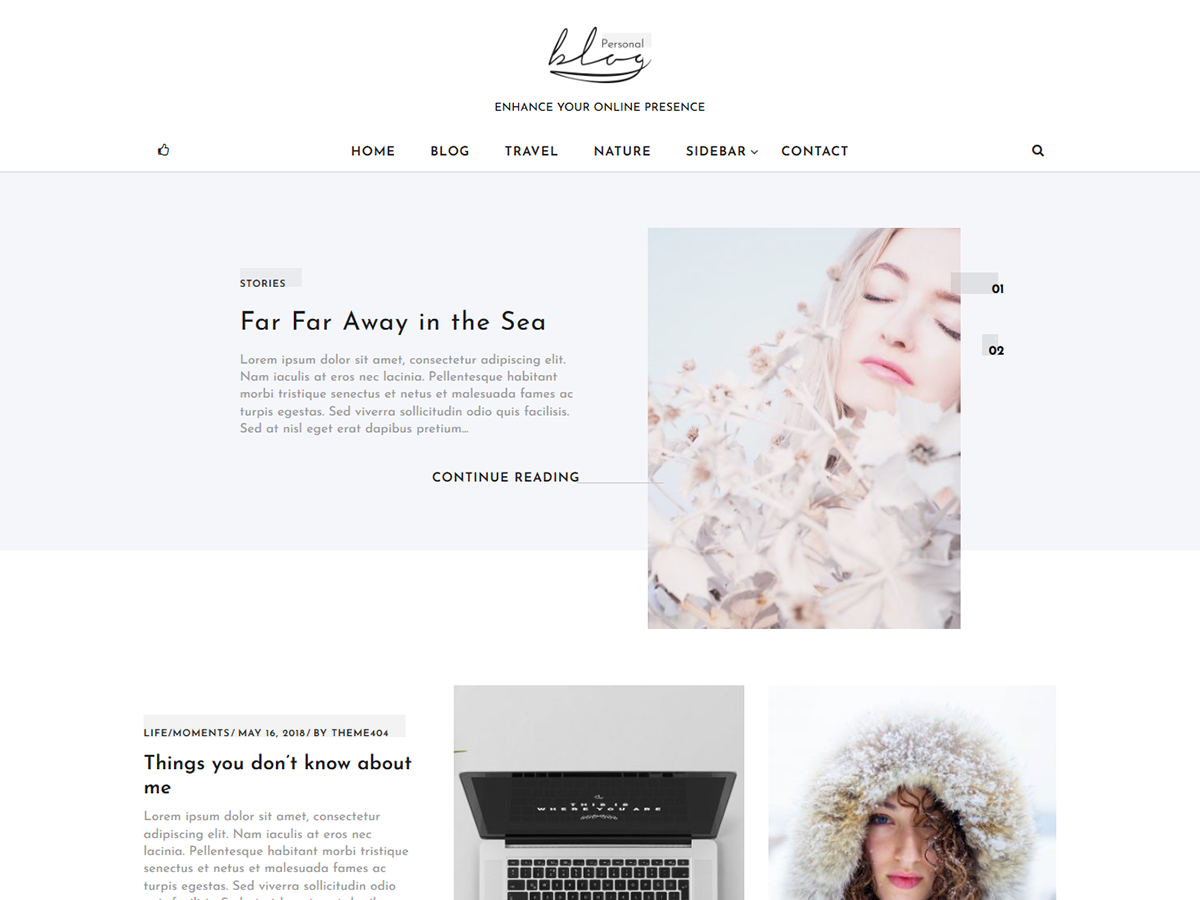 Personal
blog
ENHANCE YOUR ONLINE PRESENCE
HOME BLOG TRAVEL NATURE SIDEBAR CONTACT
STORIES
Far Far Away in the Sea
Lorem ipsum dolor sit amet, consectetur adipiscing elit.
Nam iaculis at eros nec lacinia. Pellentesque habitant
morbi tristique senectus et netus et malesuada fames ac
turpis egestas. Sed viverra sollicitudin odio quis facilisis.
Sed at nisl eget erat dapibus pretium...
CONTINUE READING
01
02
LIFE/MOMENTS/ MAY 16, 2018/ BY THEME404
Things you don't know about
me
Lorem ipsum dolor sit amet, consectetur
adipiscing elit. Nam iaculis at eros nec
lacinia. Pellentesque habitant morbi tristique
senectus et netus et malesuada fames ac
turpis egestas. Sed viverra sollicitudin odio
THIS IS
WHERE YOU ARE